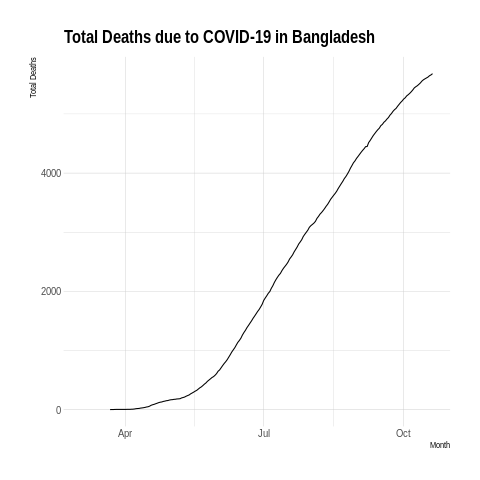 Total Deaths due to COVID-19 in Bangladesh
Total Deaths
4000
2000
0
Apr
Jul
Oct
Month